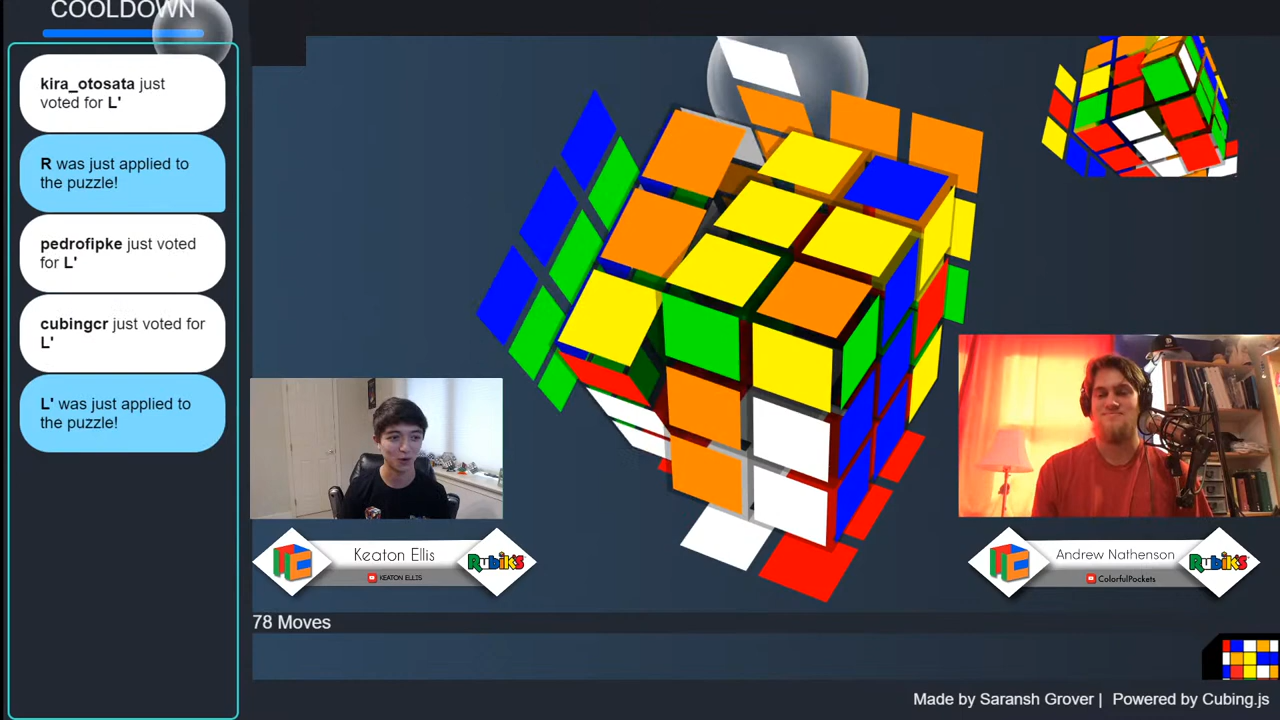 COOLDOWN
kira_otosata just
voted for L'
R was just applied to
the puzzle!
pedrofipke just voted
for L'
cubingcr just voted for
L'
L' was just applied to
the puzzle!
Keaton Ellis
KEATON ELLIS
RUBIK'S
Andrew Nathenson
ColorfulPockets
RUBIK'S
78 Moves
Made by Saransh Grover | Powered by Cubing.js